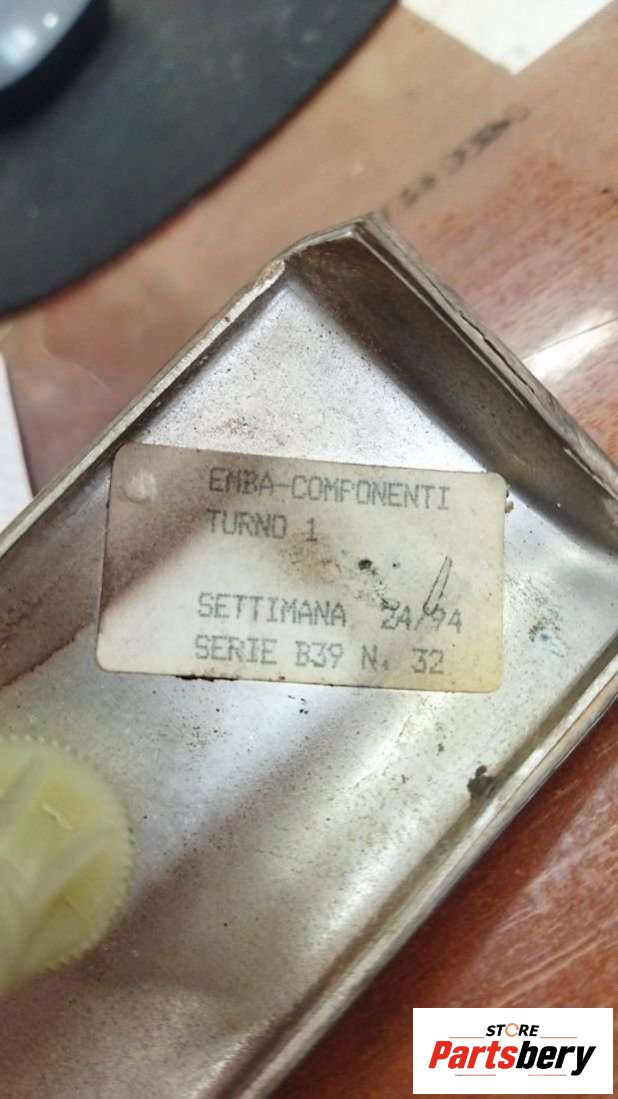 EMBA-COMPONENTI
TURNO 1
SETTIMANA 24/94
SERIE B39 N. 32
STORE
Partsbery